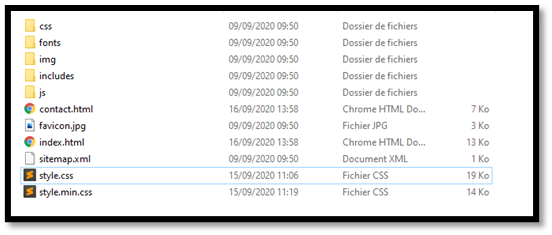 css 09/09/2020 09:50 Dossier de fichiers
fonts 09/09/2020 09:50 Dossier de fichiers
img 09/09/2020 09:50 Dossier de fichiers
includes 09/09/2020 09:50 Dossier de fichiers
js 09/09/2020 09:50 Dossier de fichiers
contact.html 16/09/2020 13:58 Chrome HTML Do... 7 Ko
favicon.jpg 09/09/2020 09:50 Fichier JPG 3 Ko
index.html 16/09/2020 13:58 Chrome HTML Do... 13 Ko
sitemap.xml 09/09/2020 09:50 Document XML 1 Ko
style.css 15/09/2020 11:06 Fichier CSS 19 Ko
style.min.css 15/09/2020 11:19 Fichier CSS 14 Ko